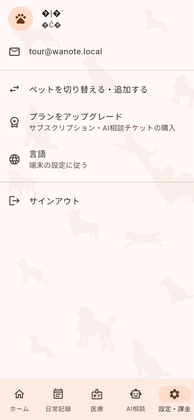 tour@wanote.local
ペットを切り替える・追加する
プランをアップグレード
サブスクリプション・AI相談チケットの購入
言語
端末の設定に従う
サインアウト
ホーム
日常記録
医療
AI相談
設定・課金